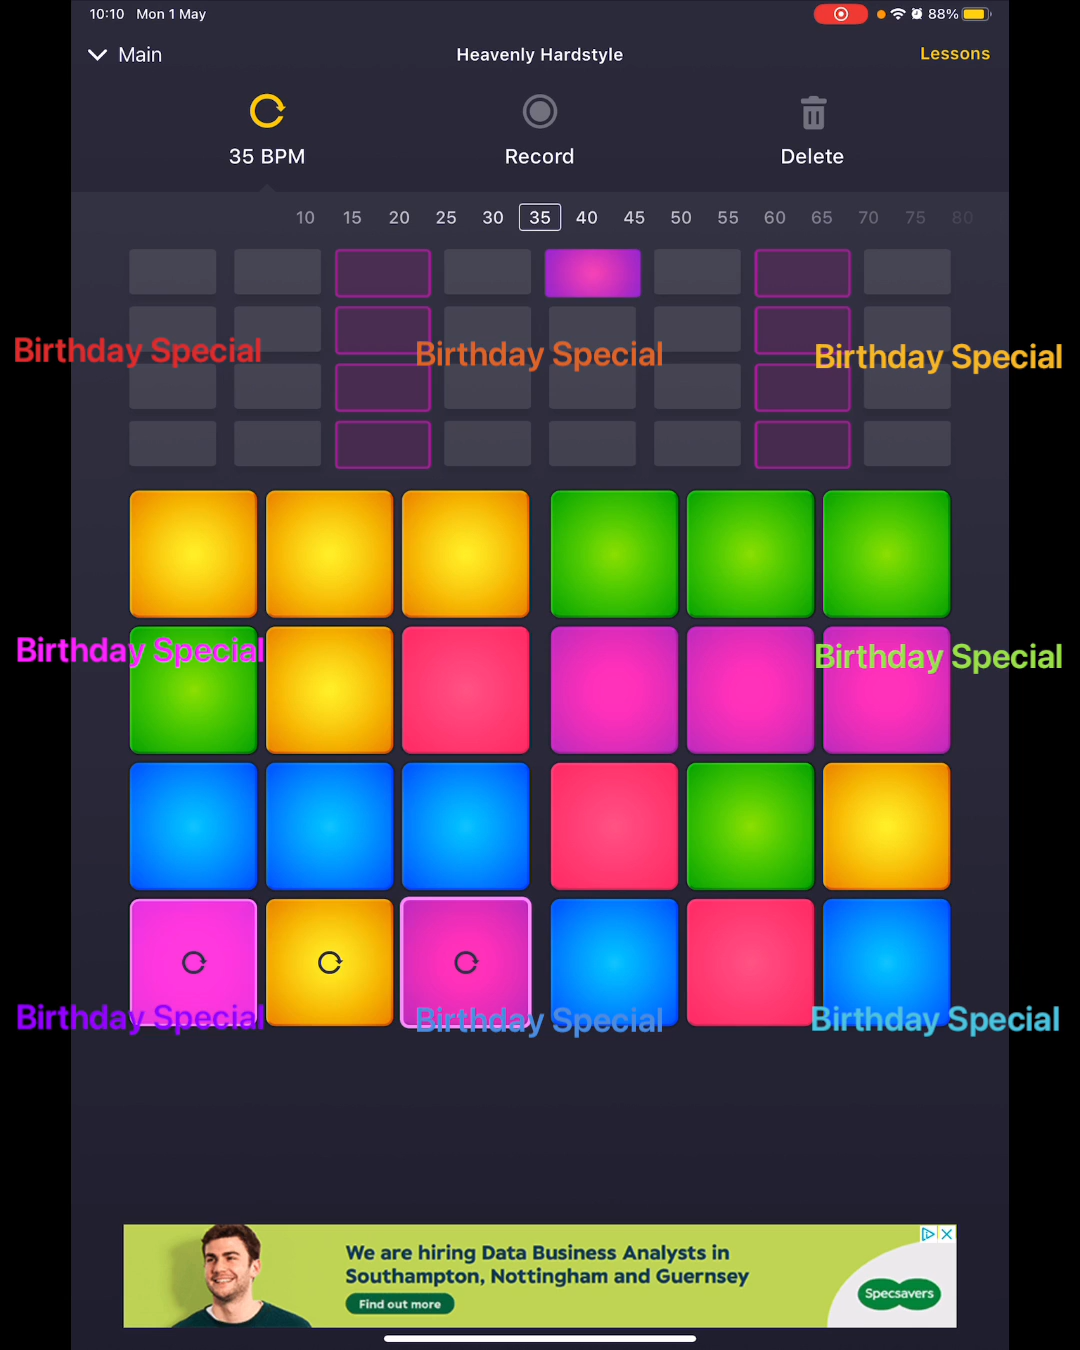 10:10 Mon 1 May 88%
Main Heavenly Hardstyle Lessons
35 BPM Record Delete
10 15 20 25 30 35 40 45 50 55 60 65 70 75 80
Birthday Special Birthday Special Birthday Special
Birthday Special Birthday Special
Birthday Special Birthday Special Birthday Special
We are hiring Data Business Analysts in
Southampton, Nottingham and Guernsey
Find out more
Specsavers